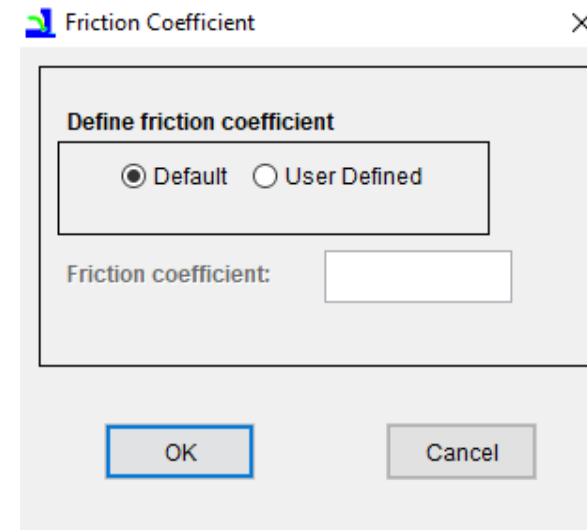 Friction Coefficient
Define friction coefficient
Default User Defined
Friction coefficient:
OK Cancel